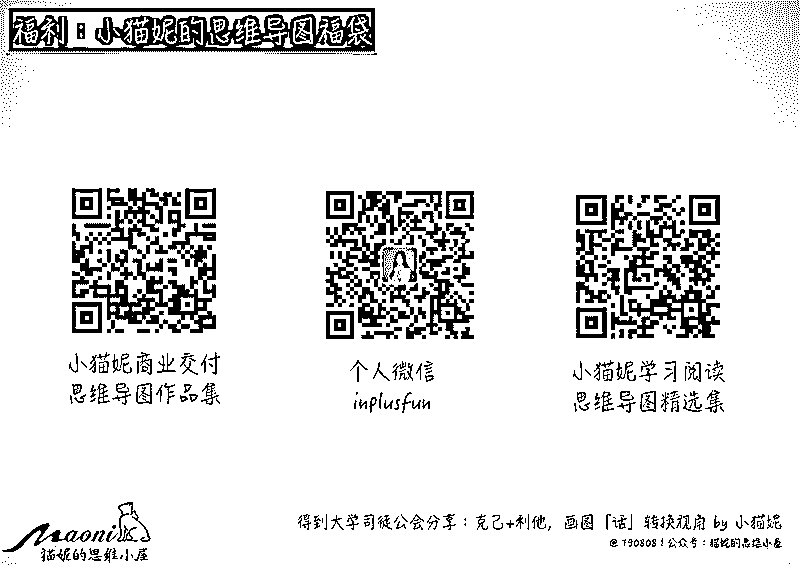 福利：小猫妮的思维导图福袋
小猫妮商业交付
思维导图作品集
个人微信
inplusfun
小猫妮学习阅读
思维导图精选集
Maoni
猫妮的思维小屋
得到大学司徒公会分享：克己+利他，画图「话」转换视角 by 小猫妮
@190808！公众号：猫妮的思维小屋